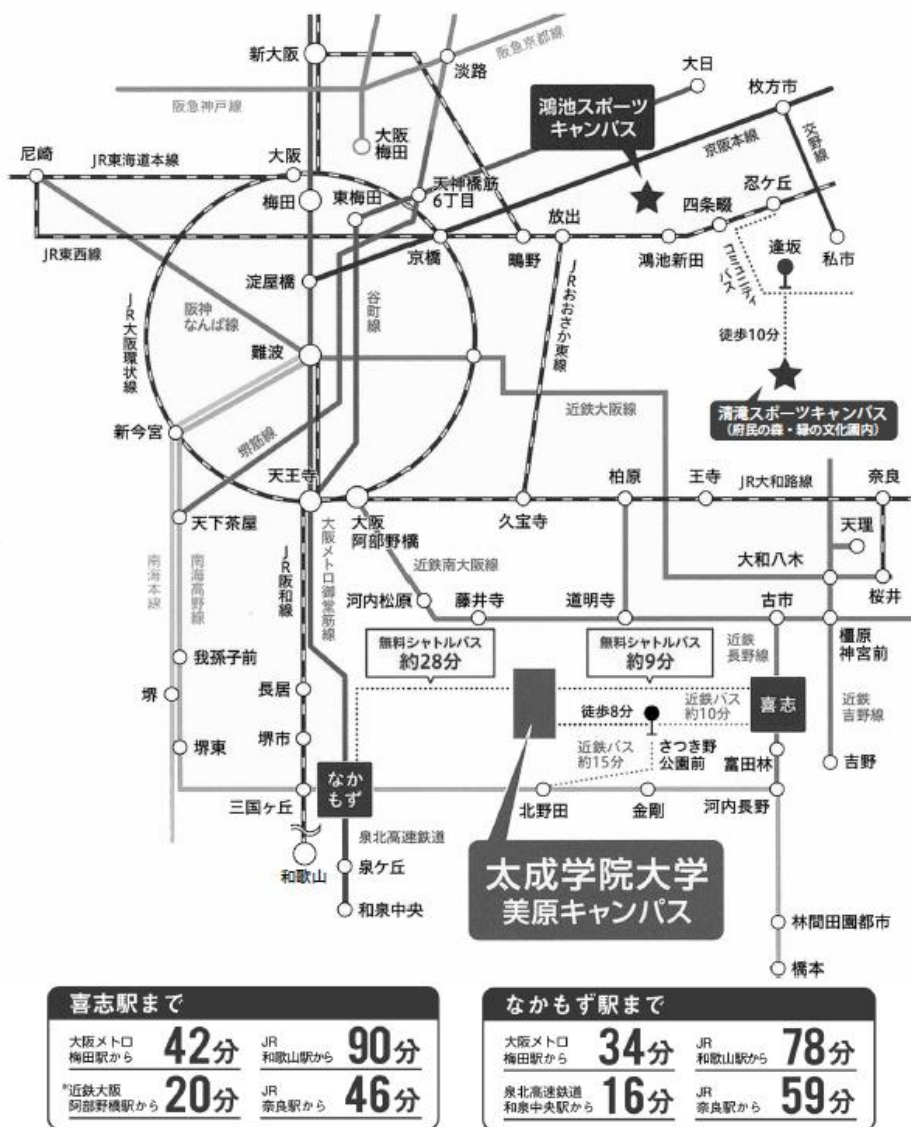 新大阪
淡路
阪急京都線
大日
枚方市
阪急神戸線
鴻池スポーツ
キャンパス
大阪
梅田
京阪本線
交野線
尼崎
JR東海道本線
大阪
天神橋筋
6丁目
忍ケ丘
梅田
東梅田
放出
四条畷
JR東西線
京橋
鴫野
鴻池新田
コミュニティ
バス
逢坂
私市
淀屋橋
JRおおさか東線
谷町線
阪神
なんば線
JR大阪環状線
徒歩10分
難波
近鉄大阪線
清滝スポーツキャンパス
(府民の森・緑の文化園内)
新今宮
堺筋線
天王寺
柏原
王寺
JR大和路線
奈良
天下茶屋
大阪
阿部野橋
久宝寺
天理
大阪メトロ御堂筋線
JR阪和線
近鉄南大阪線
大和八木
南海本線
南海高野線
河内松原
藤井寺
道明寺
古市
桜井
橿原
神宮前
無料シャトルバス
約28分
無料シャトルバス
約9分
近鉄
長野線
我孫子前
堺
長居
徒歩8分
近鉄バス
約10分
喜志
近鉄
吉野線
堺市
近鉄バス
約15分
さつき野
公園前
富田林
吉野
堺東
なか
もず
三国ヶ丘
北野田
金剛
河内長野
泉北高速鉄道
和歌山
泉ケ丘
太成学院大学
美原キャンパス
和泉中央
林間田園都市
橋本
喜志駅まで
大阪メトロ
梅田駅から 42分
JR
和歌山駅から 90分
*近鉄大阪
阿部野橋駅から 20分
JR
奈良駅から 46分
なかもず駅まで
大阪メトロ
梅田駅から 34分
JR
和歌山駅から 78分
泉北高速鉄道
和泉中央駅から 16分
JR
奈良駅から 59分